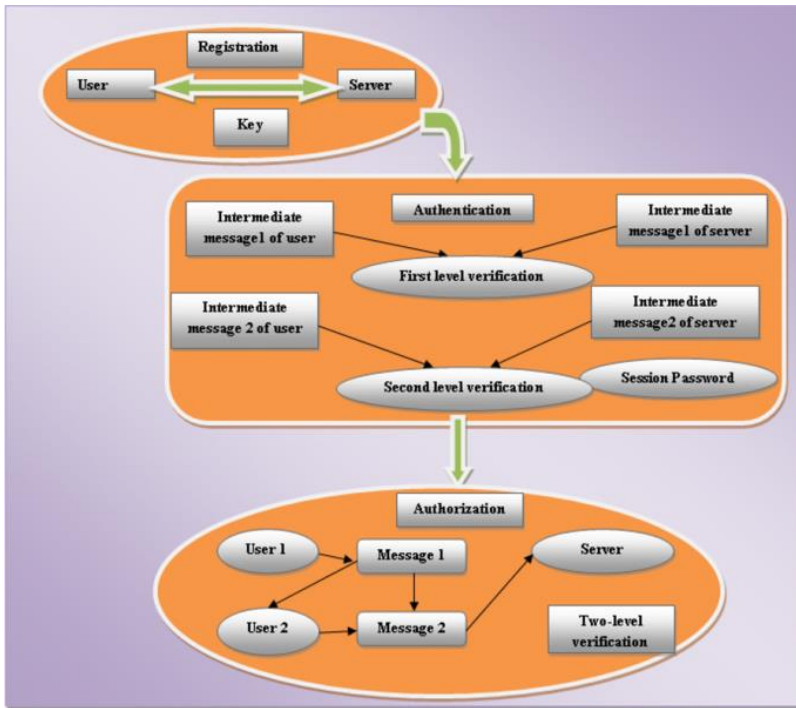 Registration
User
Server
Key
Authentication
Intermediate
message1 of user
Intermediate
message1 of server
First level verification
Intermediate
message 2 of user
Intermediate
message2 of server
Second level verification
Session Password
Authorization
User 1
Message 1
Server
User 2
Message 2
Two-level
verification